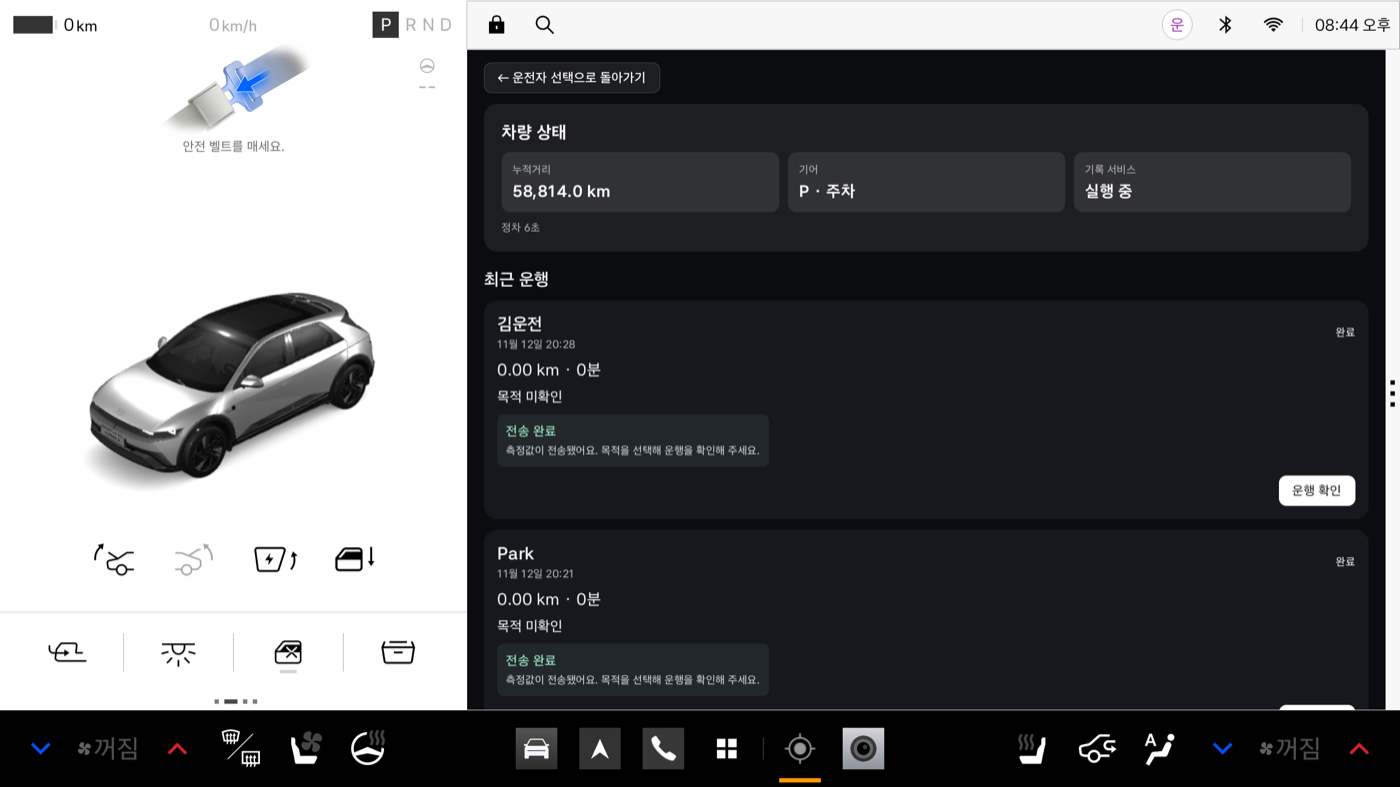 0 km
0 km/h
P R N D
--
안전 벨트를 매세요.
운
08:44 오후
← 운전자 선택으로 돌아가기
차량 상태
누적거리
58,814.0 km
기어
P · 주차
기록 서비스
실행 중
정차 6초
최근 운행
김운전
완료
11월 12일 20:28
0.00 km · 0분
목적 미확인
전송 완료
측정값이 전송됐어요. 목적을 선택해 운행을 확인해 주세요.
운행 확인
Park
완료
11월 12일 20:21
0.00 km · 0분
목적 미확인
전송 완료
측정값이 전송됐어요. 목적을 선택해 운행을 확인해 주세요.
꺼짐
A
꺼짐